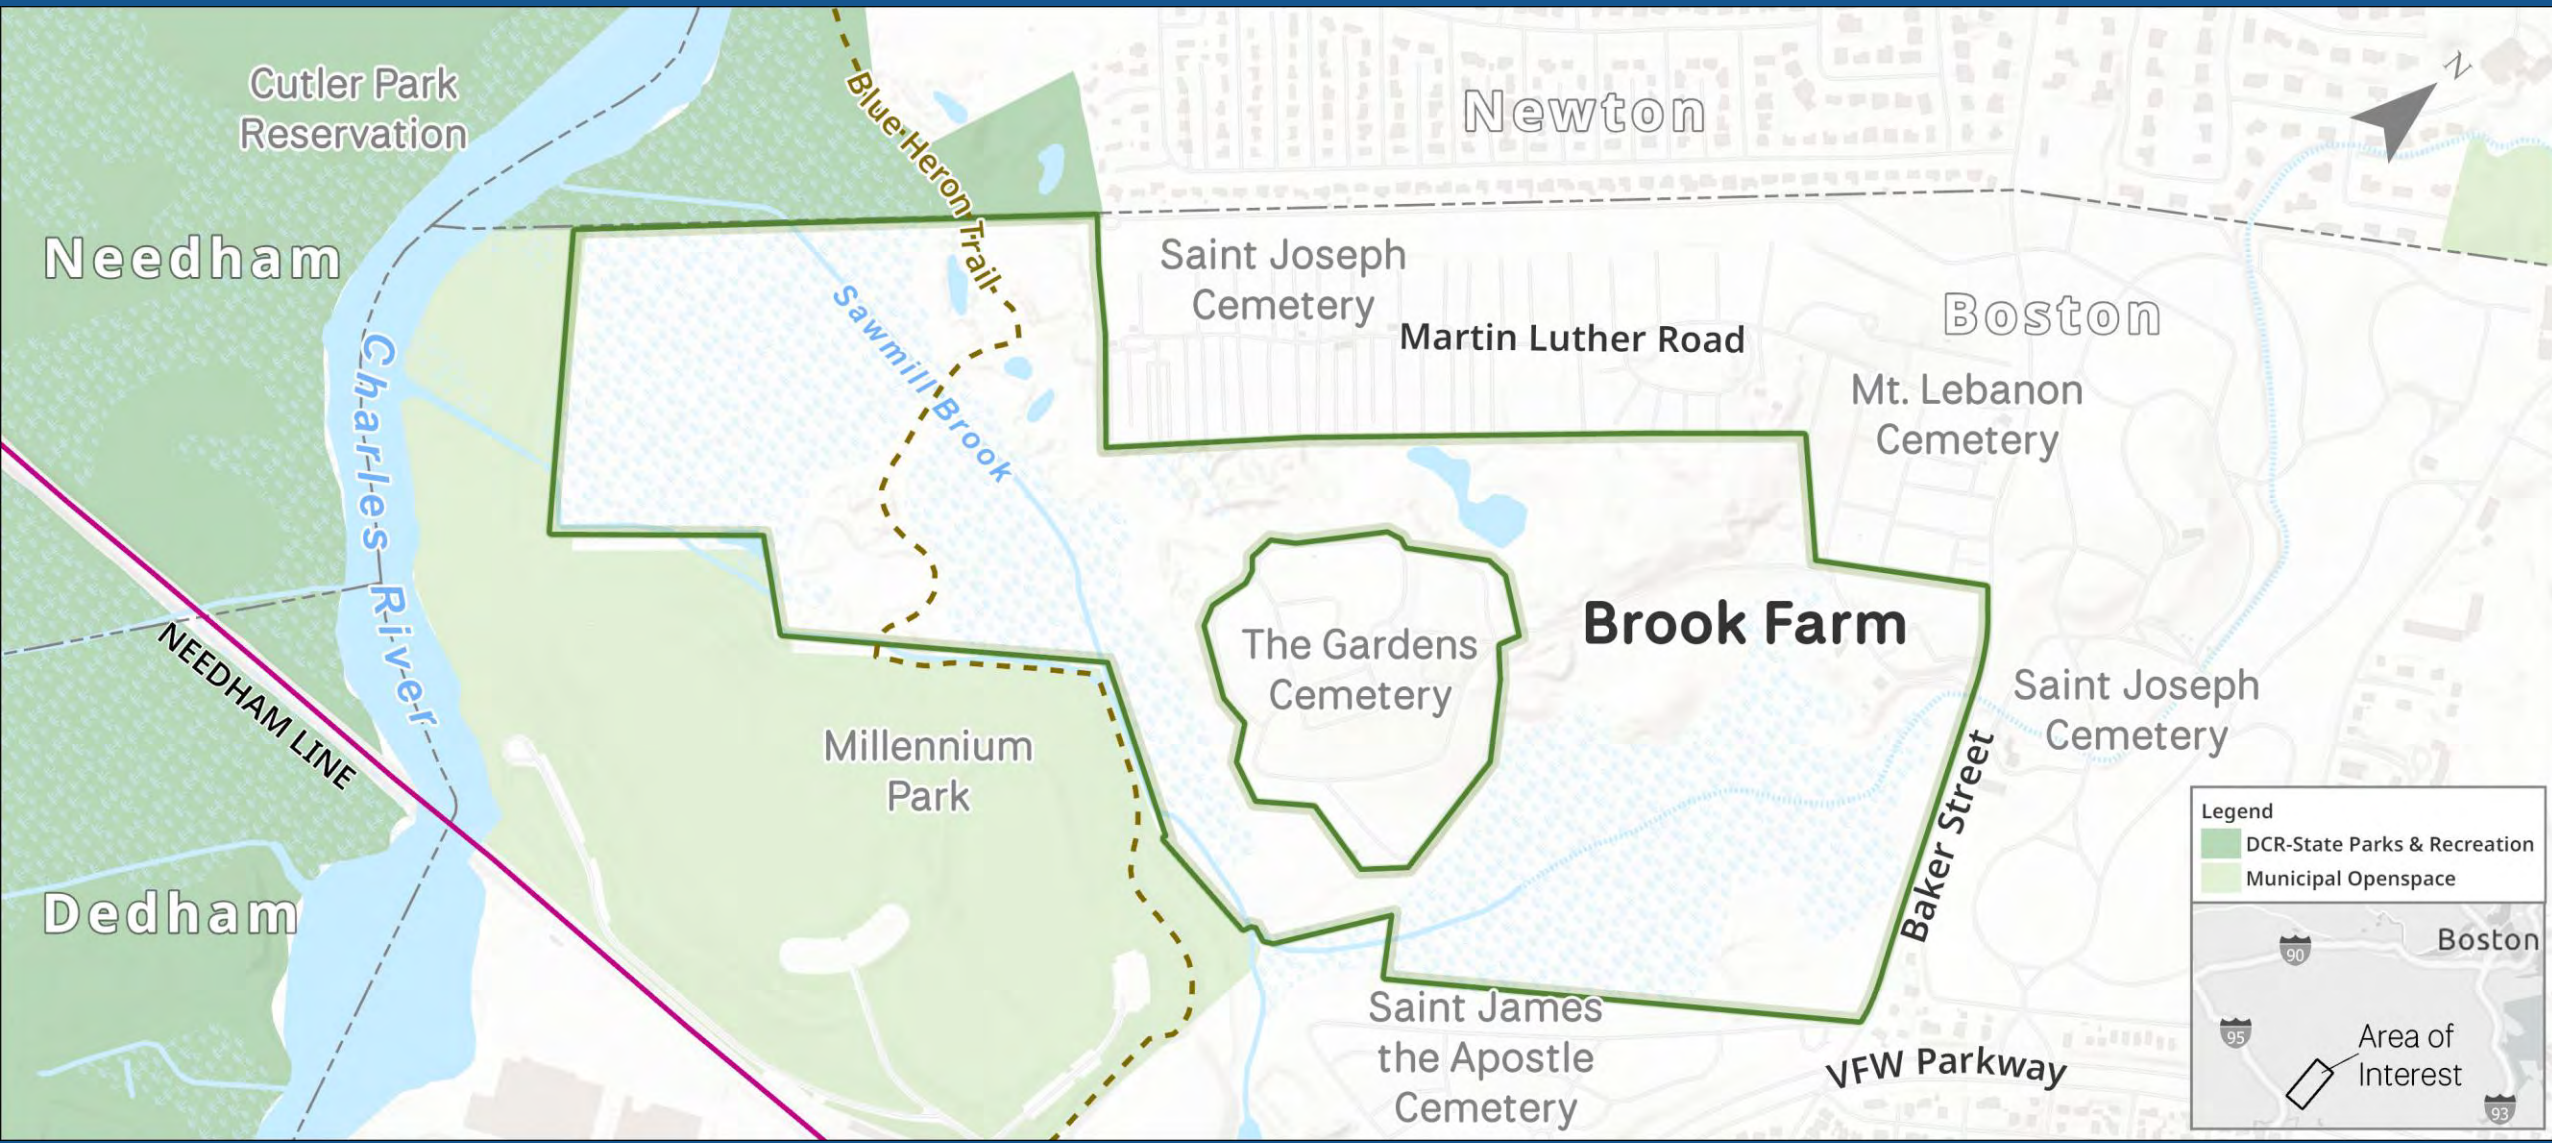 Cutler Park
Reservation
Blue Heron Trail
Newton
N
Needham
Saint Joseph
Cemetery
Martin Luther Road
Boston
Sawmill Brook
Mt. Lebanon
Cemetery
Charles River
NEEDHAM LINE
The Gardens
Cemetery
Brook Farm
Saint Joseph
Cemetery
Millennium
Park
Baker Street
Dedham
Saint James
the Apostle
Cemetery
VFW Parkway
Legend
DCR-State Parks & Recreation
Municipal Openspace
Boston
90
95
Area of
Interest
93